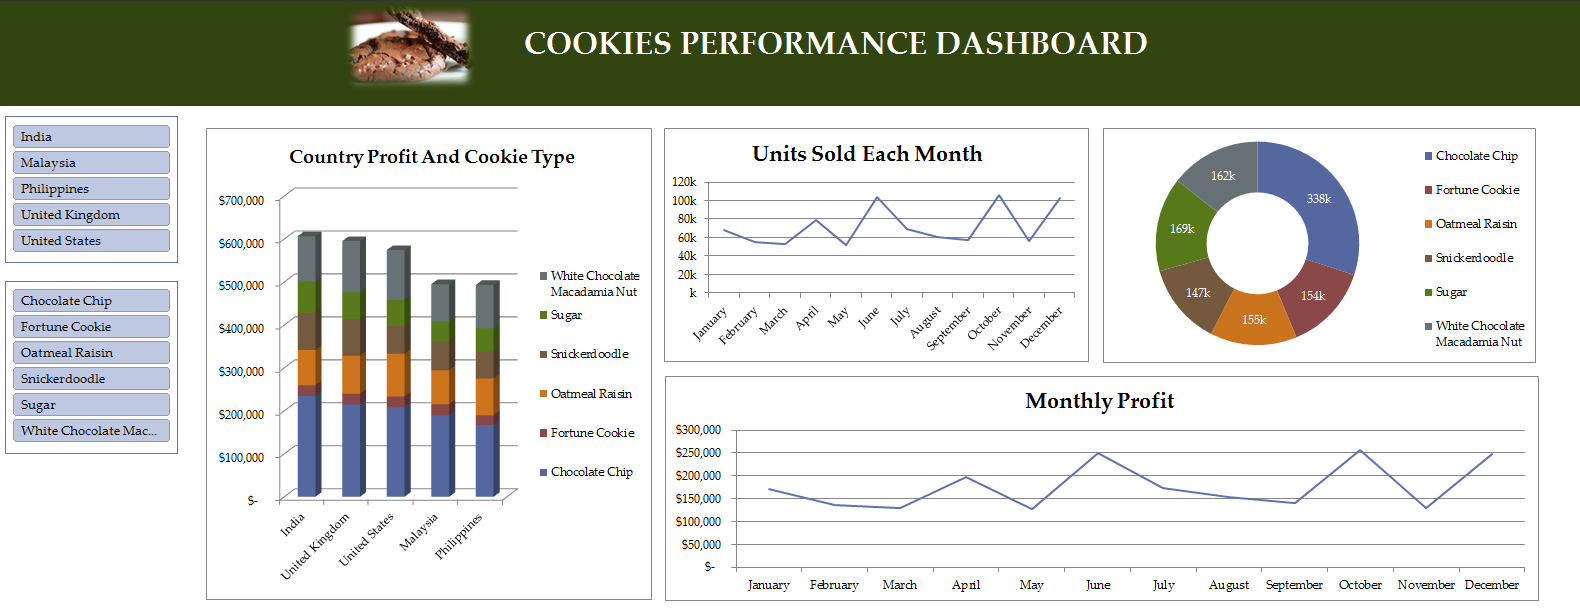 COOKIES PERFORMANCE DASHBOARD
India
Malaysia
Philippines
United Kingdom
United States
Chocolate Chip
Fortune Cookie
Oatmeal Raisin
Snickerdoodle
Sugar
White Chocolate Mac...
Country Profit And Cookie Type
$700,000
$600,000
$500,000
$400,000
$300,000
$200,000
$100,000
$-
India
United Kingdom
United States
Malaysia
Philippines
White Chocolate
Macadamia Nut
Sugar
Snickerdoodle
Oatmeal Raisin
Fortune Cookie
Chocolate Chip
Units Sold Each Month
120k
100k
80k
60k
40k
20k
k
January
February
March
April
May
June
July
August
September
October
November
December
338k
154k
155k
147k
169k
162k
Chocolate Chip
Fortune Cookie
Oatmeal Raisin
Snickerdoodle
Sugar
White Chocolate
Macadamia Nut
Monthly Profit
$300,000
$250,000
$200,000
$150,000
$100,000
$50,000
$-
January
February
March
April
May
June
July
August
September
October
November
December